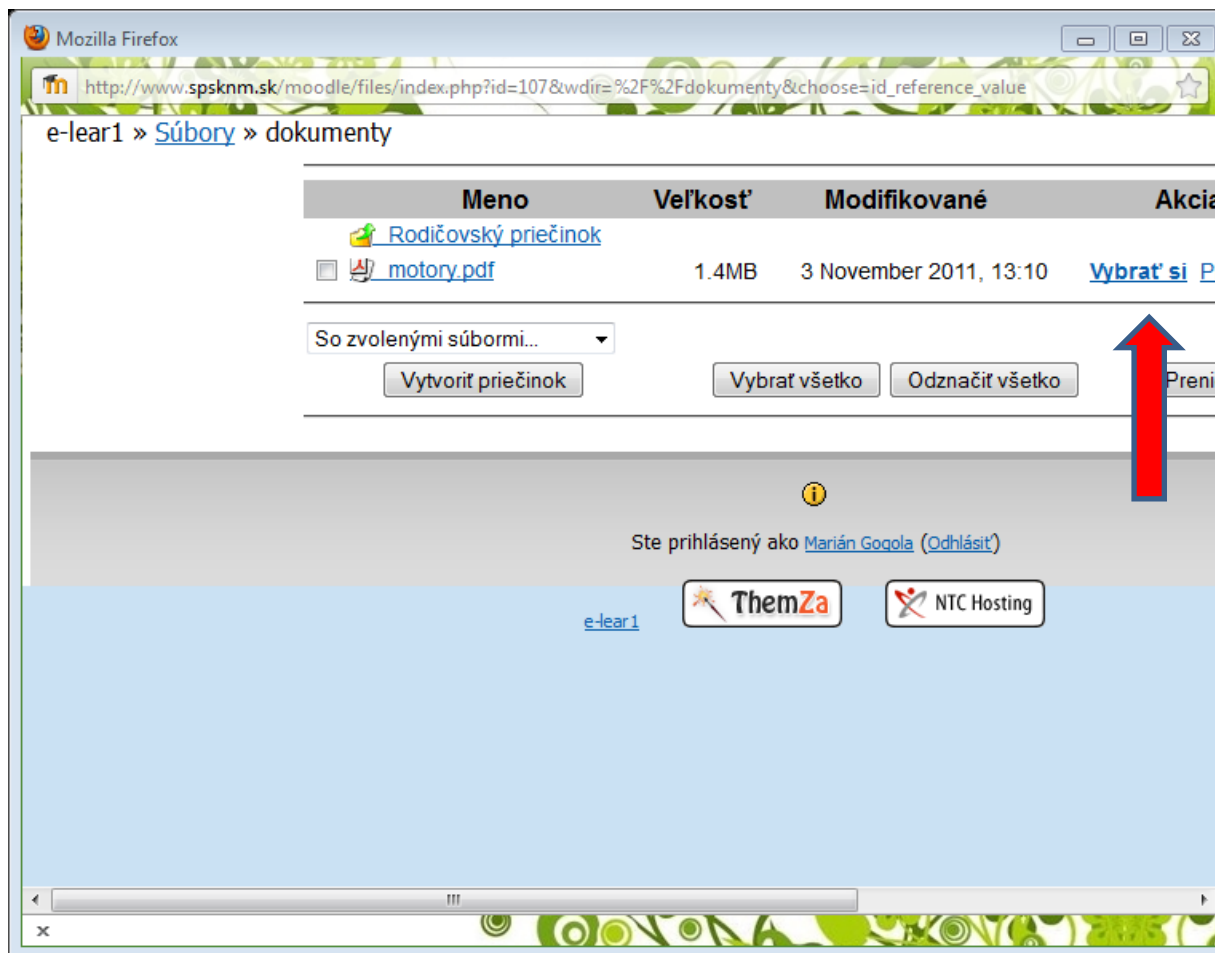 Mozilla Firefox
http://www.spsknm.sk/moodle/files/index.php?id=107&wdir=%2F%2Fdokumenty&choose=id_reference_value
e-lear1 » Súbory » dokumenty
Meno Veľkosť Modifikované Akcia
Rodičovský priečinok
motory.pdf 1.4MB 3 November 2011, 13:10 Vybrať si P
So zvolenými súbormi...
Vytvoriť priečinok Vybrať všetko Odznačiť všetko Preni
Ste prihlásený ako Marián Gogola (Odhlásiť)
e-lear1 ThemZa NTC Hosting